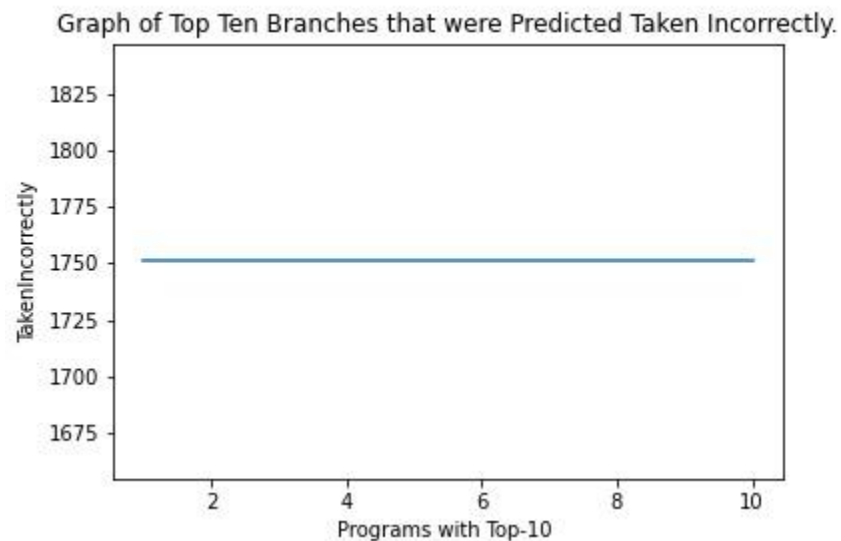 Graph of Top Ten Branches that were Predicted Taken Incorrectly.
1825
1800
1775
1750
1725
1700
1675
TakenIncorrectly
2 4 6 8 10
Programs with Top-10